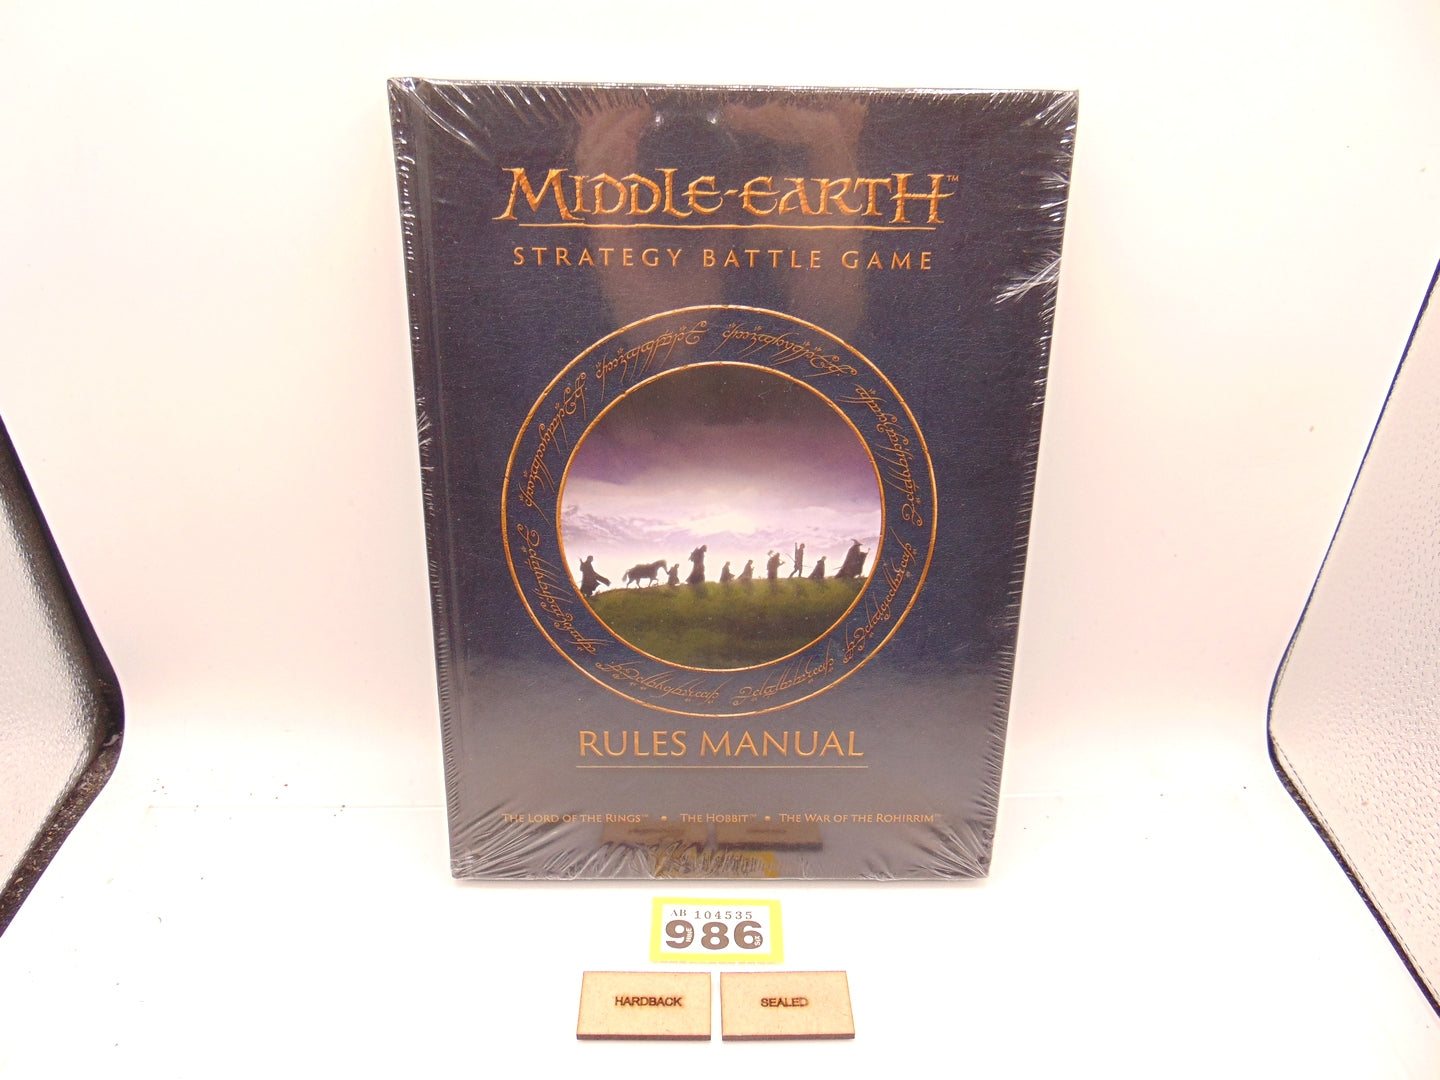 MIDDLE-EARTH™
STRATEGY BATTLE GAME
RULES MANUAL
THE LORD OF THE RINGS™ • THE HOBBIT™ • THE WAR OF THE ROHIRRIM™
AB 104535
986
HARDBACK
SEALED